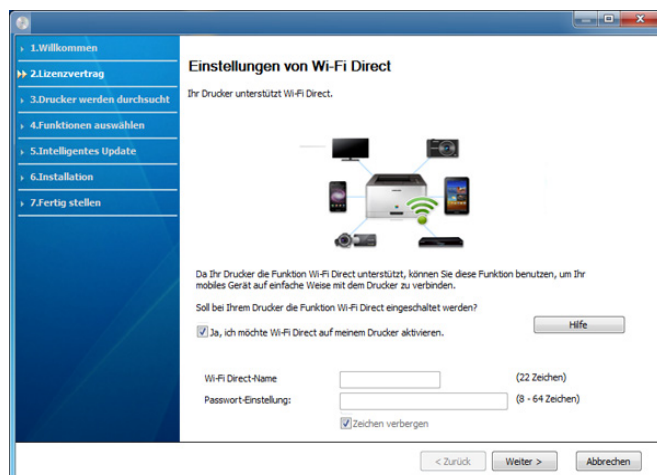 1.Willkommen
2.Lizenzvertrag
3.Drucker werden durchsucht
4.Funktionen auswählen
5.Intelligentes Update
6.Installation
7.Fertig stellen
Einstellungen von Wi-Fi Direct
Ihr Drucker unterstützt Wi-Fi Direct.
Da Ihr Drucker die Funktion Wi-Fi Direct unterstützt, können Sie diese Funktion benutzen, um Ihr
mobiles Gerät auf einfache Weise mit dem Drucker zu verbinden.
Soll bei Ihrem Drucker die Funktion Wi-Fi Direct eingeschaltet werden?
Ja, ich möchte Wi-Fi Direct auf meinem Drucker aktivieren.
Hilfe
Wi-Fi Direct-Name (22 Zeichen)
Passwort-Einstellung: (8 - 64 Zeichen)
Zeichen verbergen
< Zurück Weiter > Abbrechen